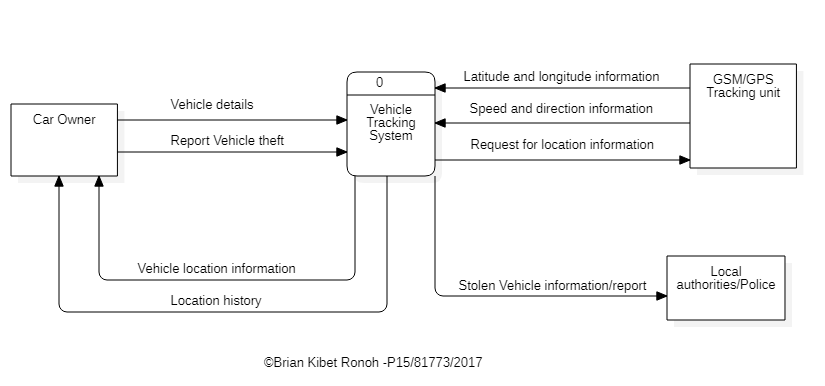 0
Vehicle
Tracking
System
Car Owner
GSM/GPS
Tracking unit
Local
authorities/Police
Vehicle details
Report Vehicle theft
Latitude and longitude information
Speed and direction information
Request for location information
Vehicle location information
Location history
Stolen Vehicle information/report
©Brian Kibet Ronoh -P15/81773/2017